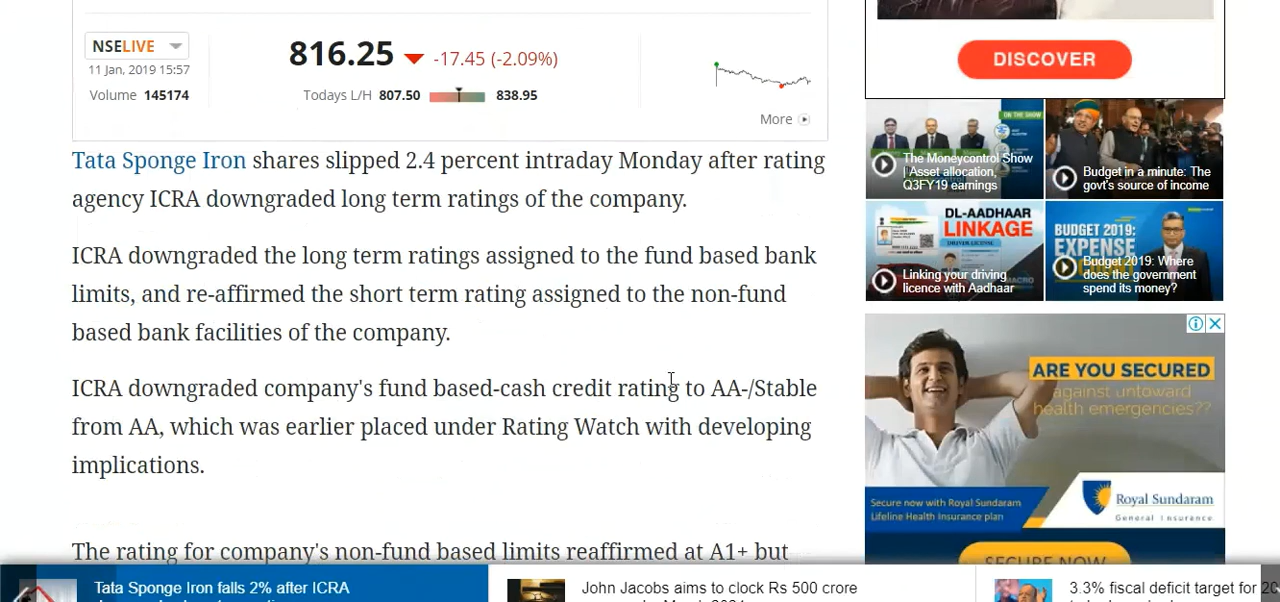 NSELIVE
11 Jan, 2019 15:57
Volume 145174
816.25 -17.45 (-2.09%)
Todays L/H 807.50 838.95
More
Tata Sponge Iron shares slipped 2.4 percent intraday Monday after rating
agency ICRA downgraded long term ratings of the company.
ICRA downgraded the long term ratings assigned to the fund based bank
limits, and re-affirmed the short term rating assigned to the non-fund
based bank facilities of the company.
ICRA downgraded company's fund based-cash credit rating to AA-/Stable
from AA, which was earlier placed under Rating Watch with developing
implications.
The rating for company's non-fund based limits reaffirmed at A1+ but
DISCOVER
ON THE SHOW
The Moneycontrol Show
| Asset allocation,
Q3FY19 earnings
Budget in a minute: The
govt's source of income
DL-AADHAAR
LINKAGE
DRIVING LICENSE
Linking your driving
licence with Aadhaar
BUDGET 2019:
EXPENSE
Budget 2019: Where
does the government
spend its money?
ARE YOU SECURED
against untoward
health emergencies??
Secure now with Royal Sundaram
Lifeline Health Insurance plan
Royal Sundaram
General Insurance
SECURE NOW
Tata Sponge Iron falls 2% after ICRA
John Jacobs aims to clock Rs 500 crore
3.3% fiscal deficit target for 20